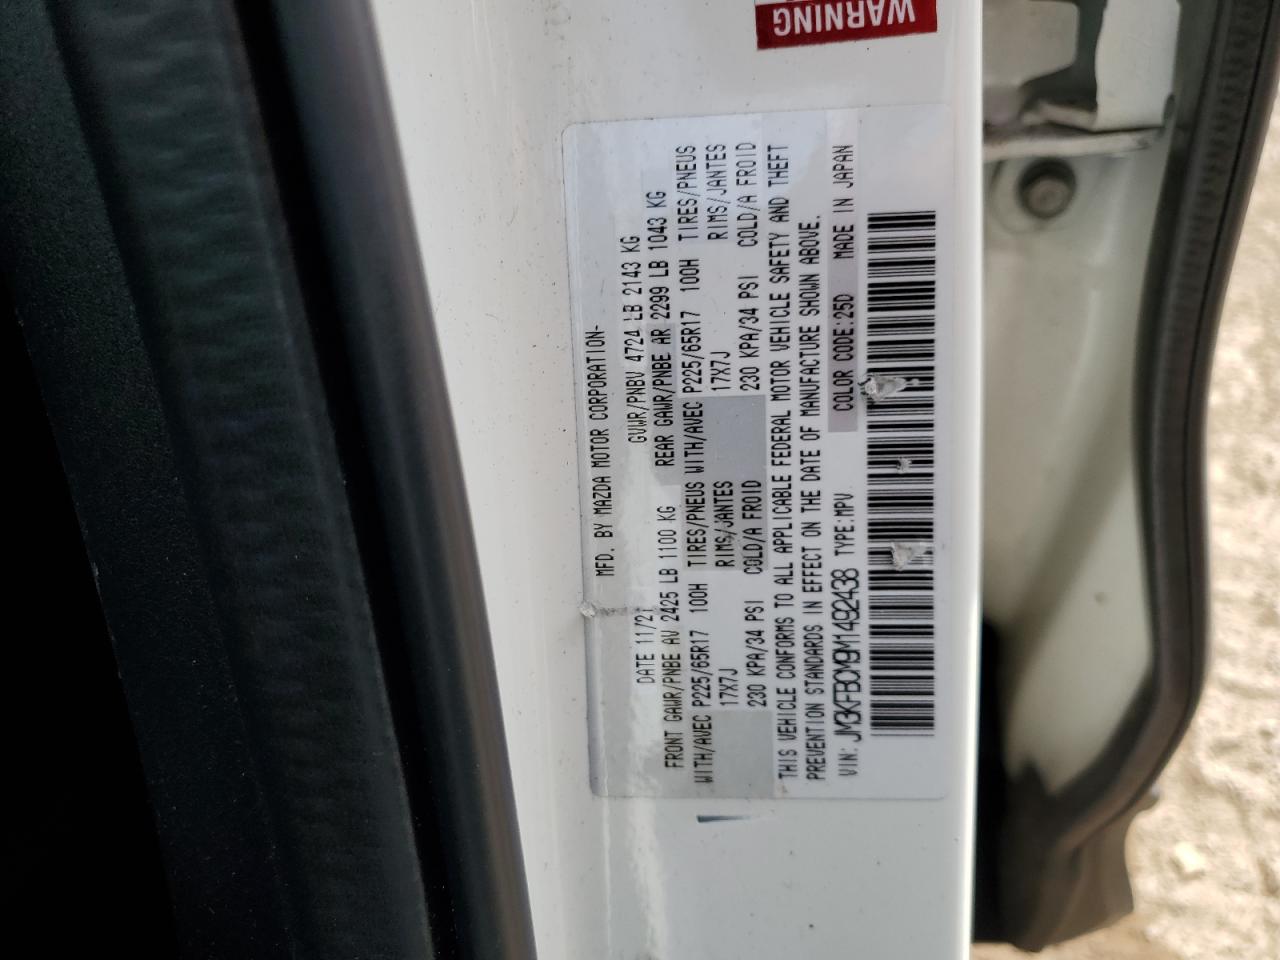 WARNING
MFD. BY MAZDA MOTOR CORPORATION-
DATE 11/21 GVWR/PNBV 4724 LB 2143 KG
FRONT GAWR/PNBE AV 2425 LB 1100 KG REAR GAWR/PNBE AR 2299 LB 1043 KG
WITH/AVEC P225/65R17 100H TIRES/PNEUS WITH/AVEC P225/65R17 100H TIRES/PNEUS
17X7J RIMS/JANTES 17X7J RIMS/JANTES
230 KPA/34 PSI COLD/A FROID 230 KPA/34 PSI COLD/A FROID
THIS VEHICLE CONFORMS TO ALL APPLICABLE FEDERAL MOTOR VEHICLE SAFETY AND THEFT
PREVENTION STANDARDS IN EFFECT ON THE DATE OF MANUFACTURE SHOWN ABOVE.
VIN: JM3KFBCM9M1492438 TYPE:MPV COLOR CODE:25D MADE IN JAPAN